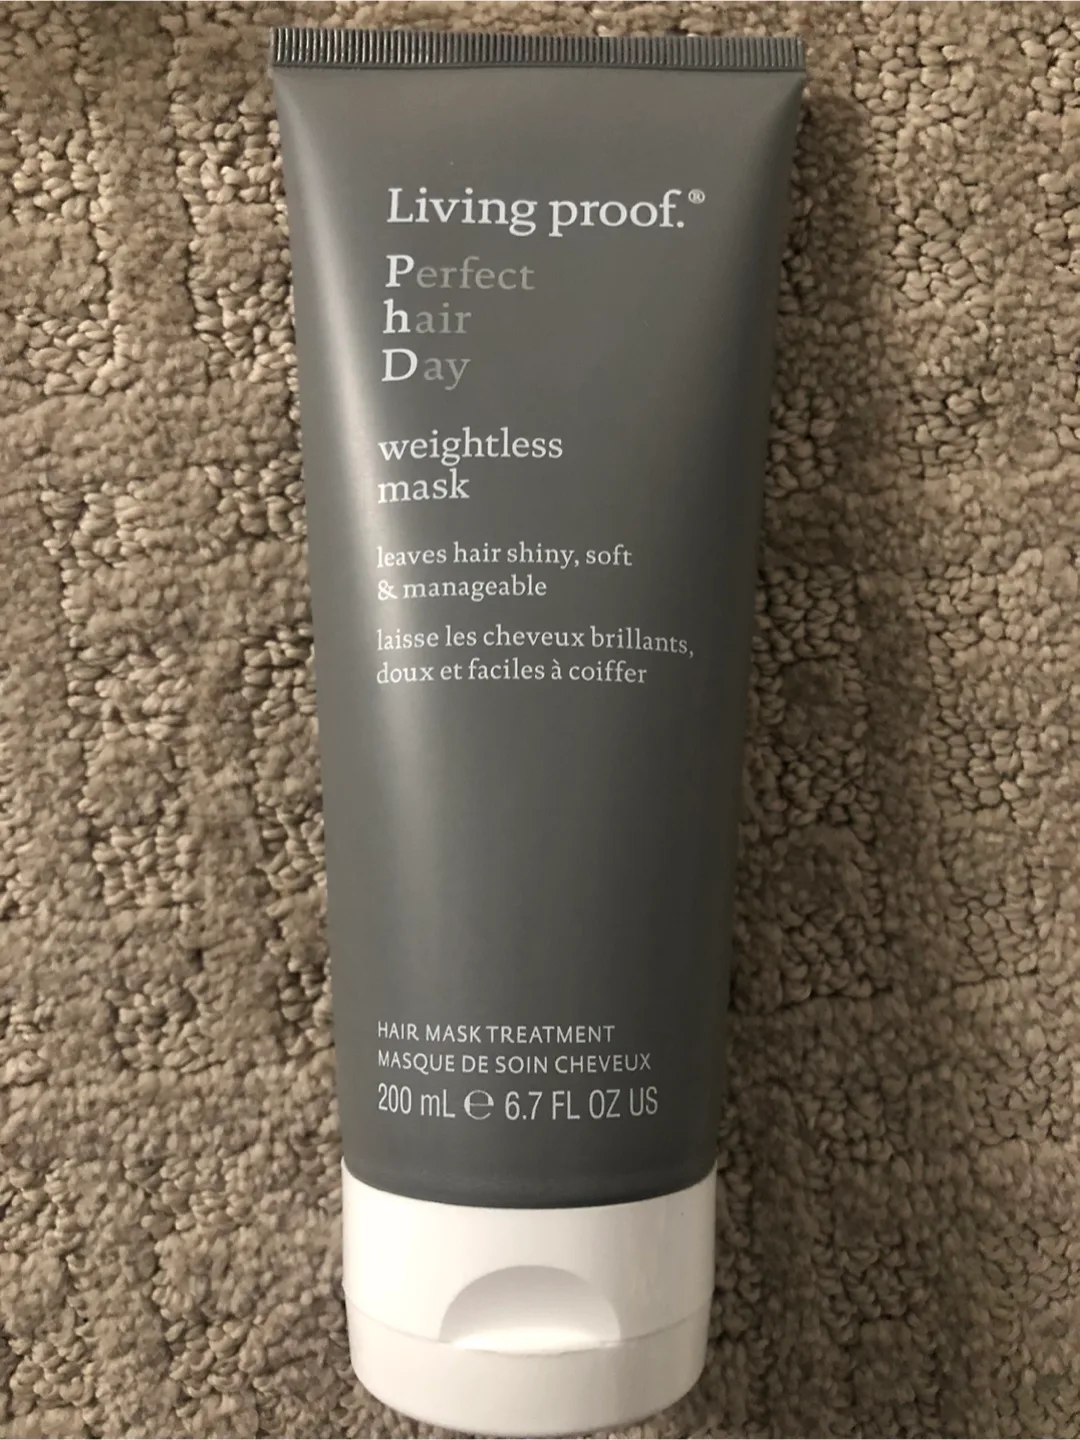 Living proof.®
Perfect
hair
Day
weightless
mask
leaves hair shiny, soft
& manageable
laisse les cheveux brillants,
doux et faciles à coiffer
HAIR MASK TREATMENT
MASQUE DE SOIN CHEVEUX
200 mL ℮ 6.7 FL OZ US